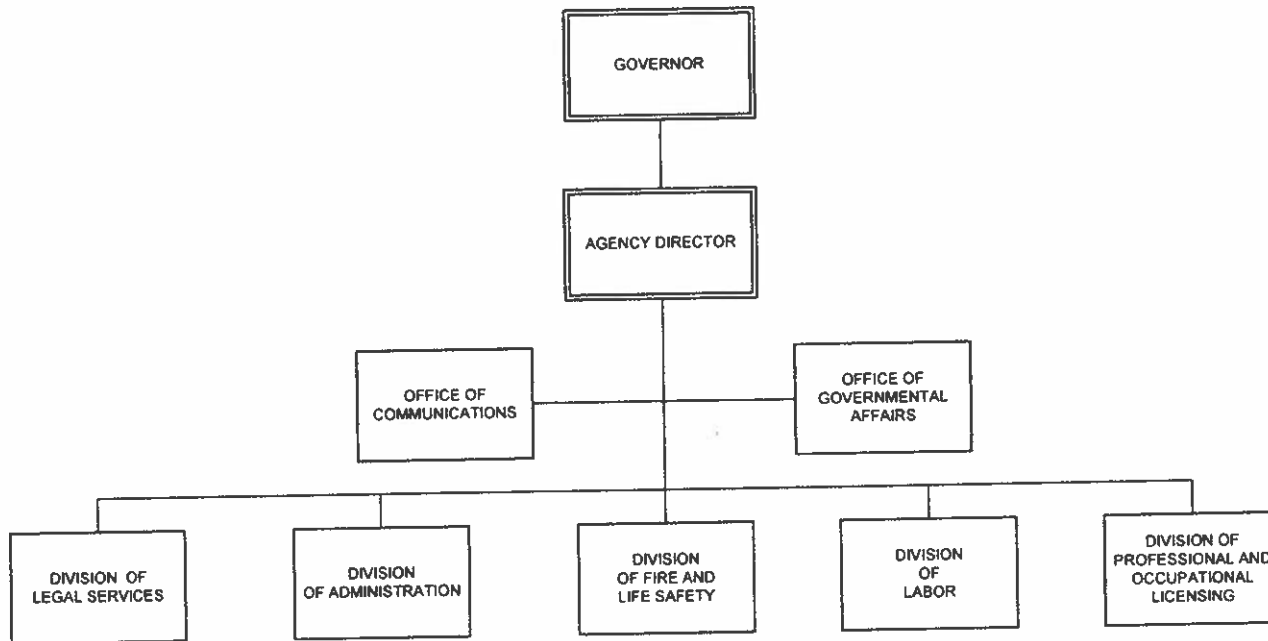 GOVERNOR
AGENCY DIRECTOR
OFFICE OF
COMMUNICATIONS
OFFICE OF
GOVERNMENTAL
AFFAIRS
DIVISION OF
LEGAL SERVICES
DIVISION
OF ADMINISTRATION
DIVISION
OF FIRE AND
LIFE SAFETY
DIVISION
OF
LABOR
DIVISION OF
PROFESSIONAL AND
OCCUPATIONAL
LICENSING